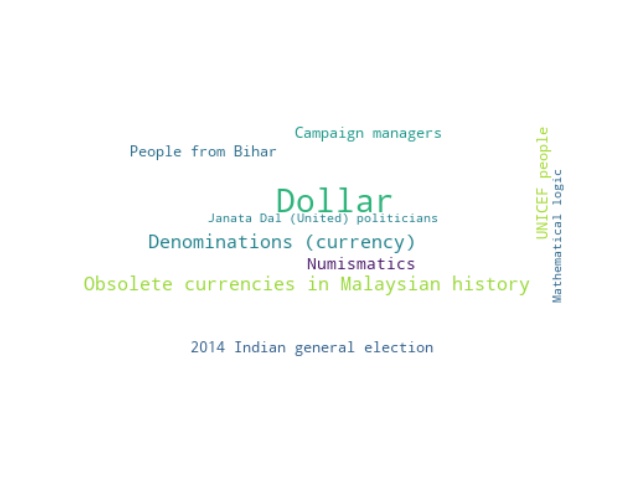 Campaign managers
People from Bihar
Dollar
Janata Dal (United) politicians
Denominations (currency)
Numismatics
Obsolete currencies in Malaysian history
2014 Indian general election
UNICEF people
Mathematical logic